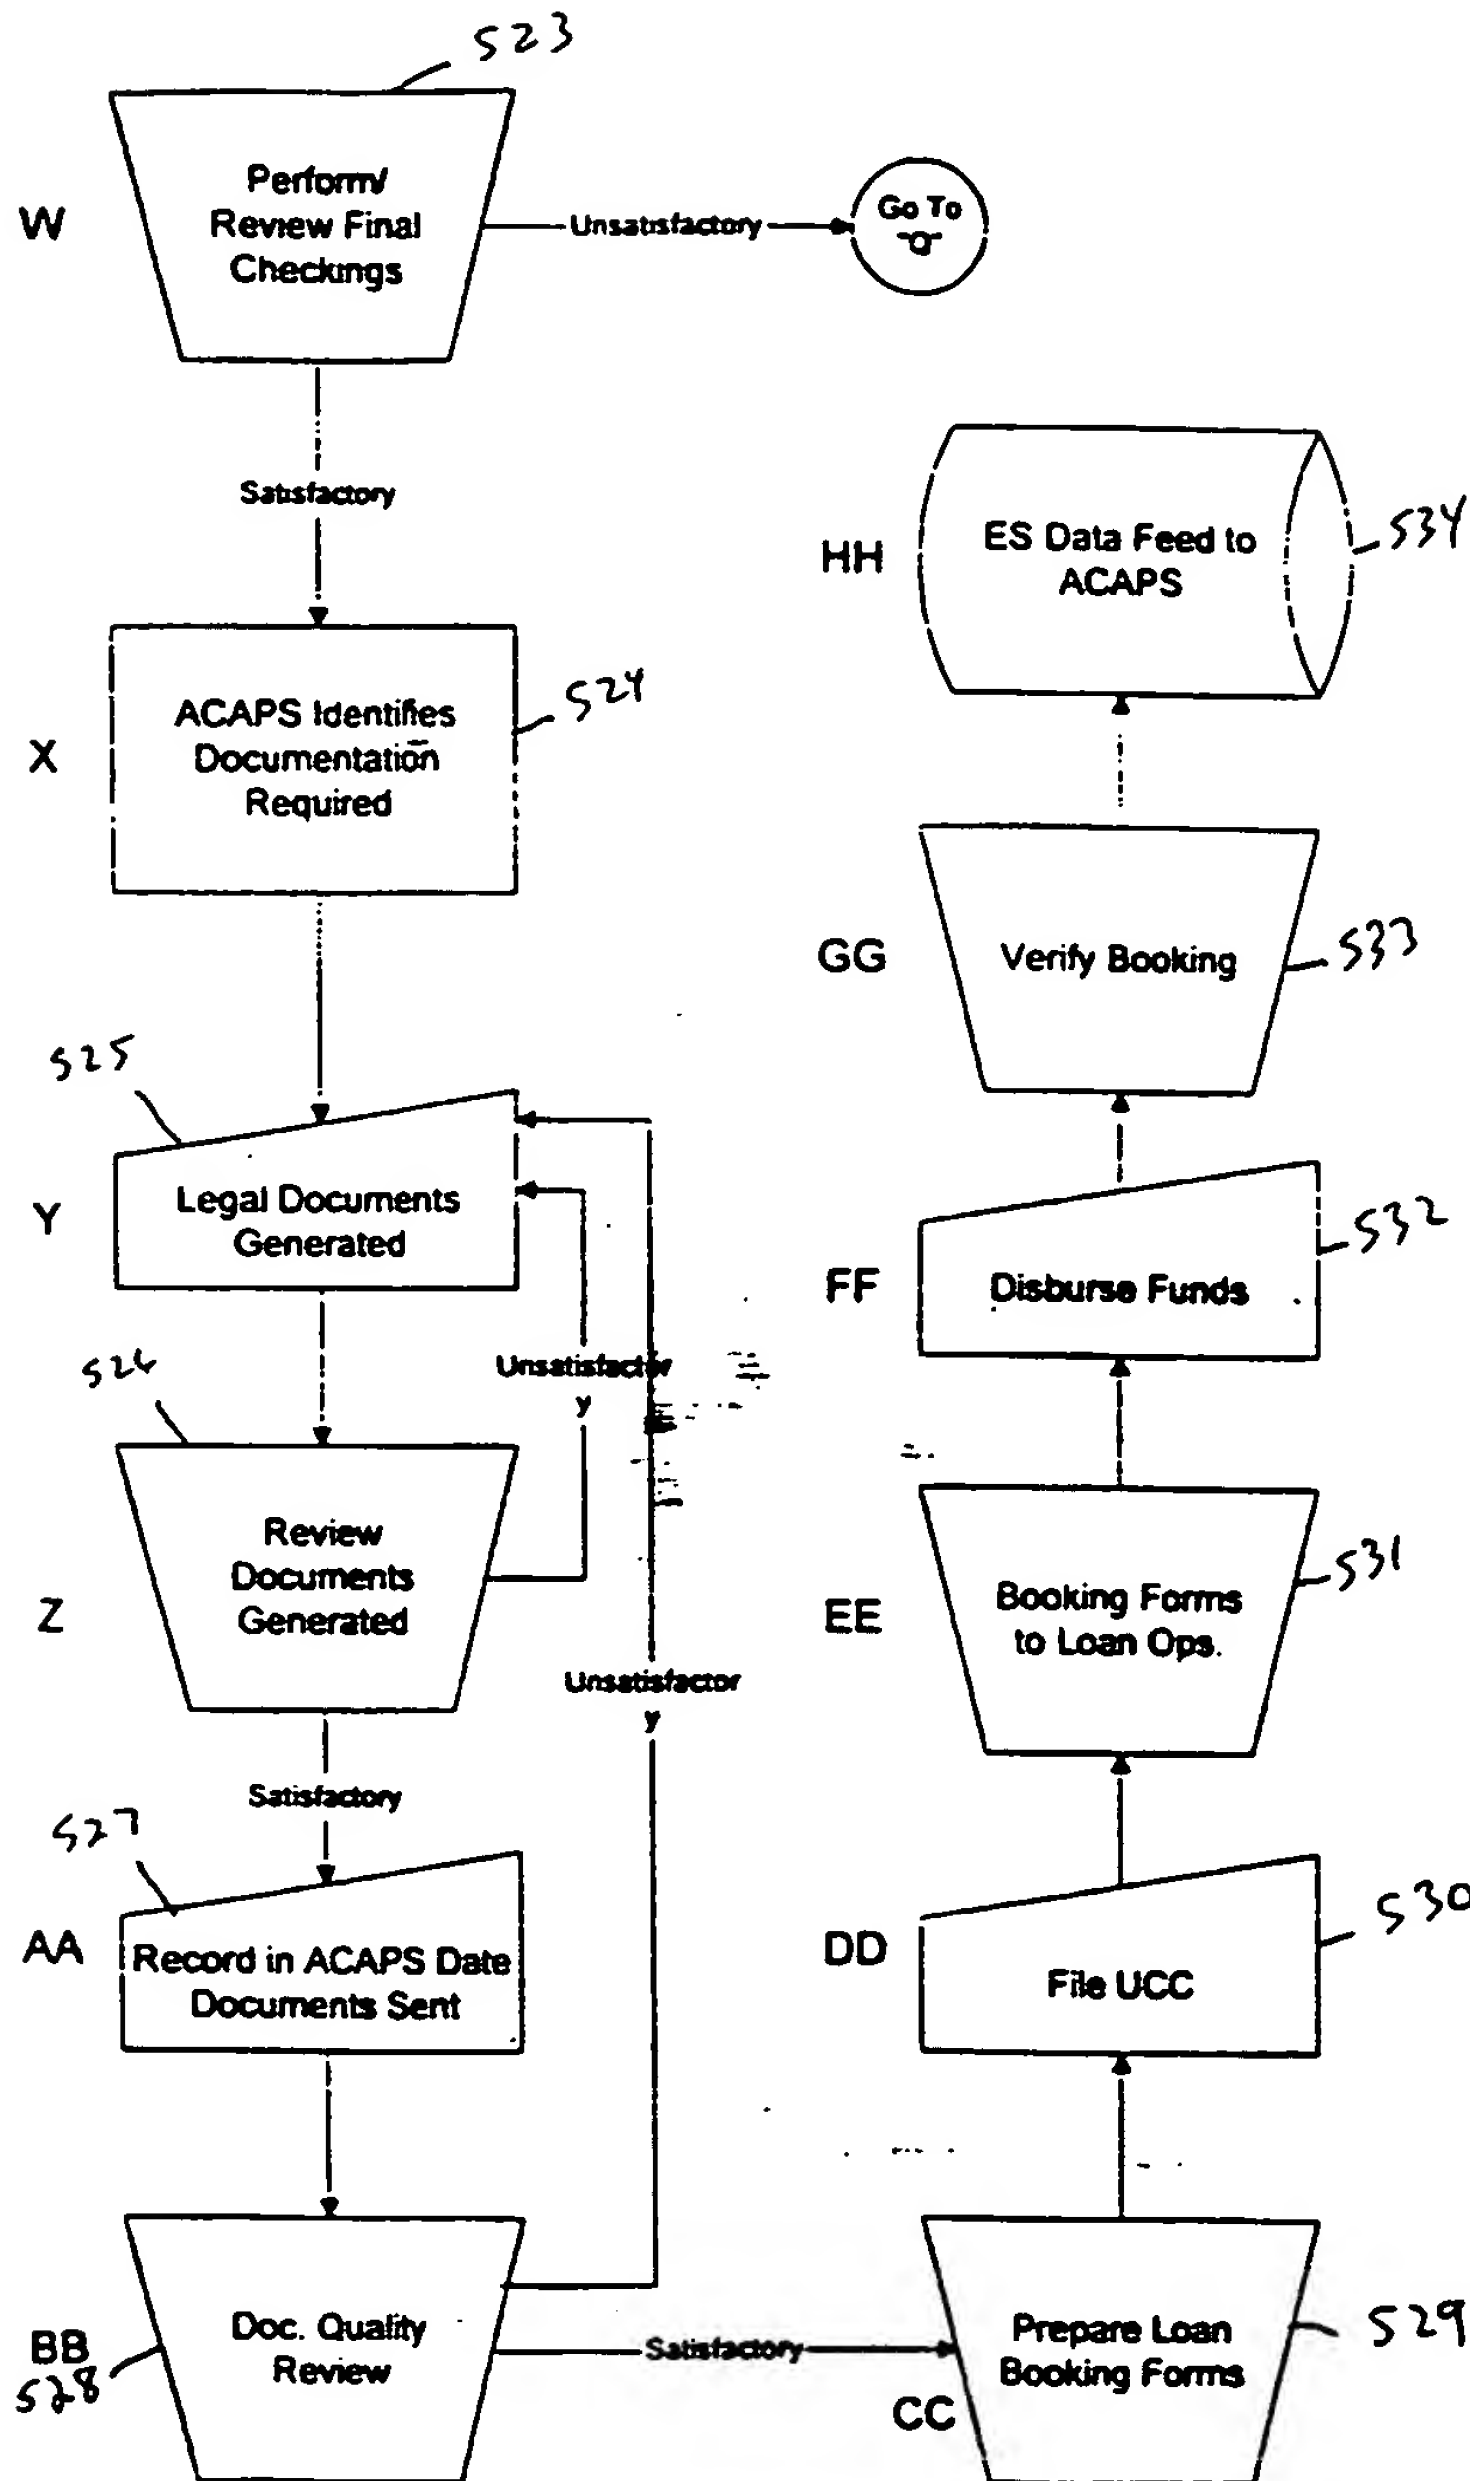 523
W
Perform/
Review Final
Checkings
Unsatisfactory
Go To
"Q"
Satisfactory
X
ACAPS Identifies
Documentation
Required
524
525
Y
Legal Documents
Generated
Unsatisfactor
y
526
Z
Review
Documents
Generated
Unsatisfactor
y
Satisfactory
527
AA
Record in ACAPS Date
Documents Sent
BB
528
Doc. Quality
Review
Satisfactory
CC
Prepare Loan
Booking Forms
529
DD
File UCC
530
EE
Booking Forms
to Loan Ops.
531
FF
Disburse Funds
532
GG
Verify Booking
533
HH
ES Data Feed to
ACAPS
534